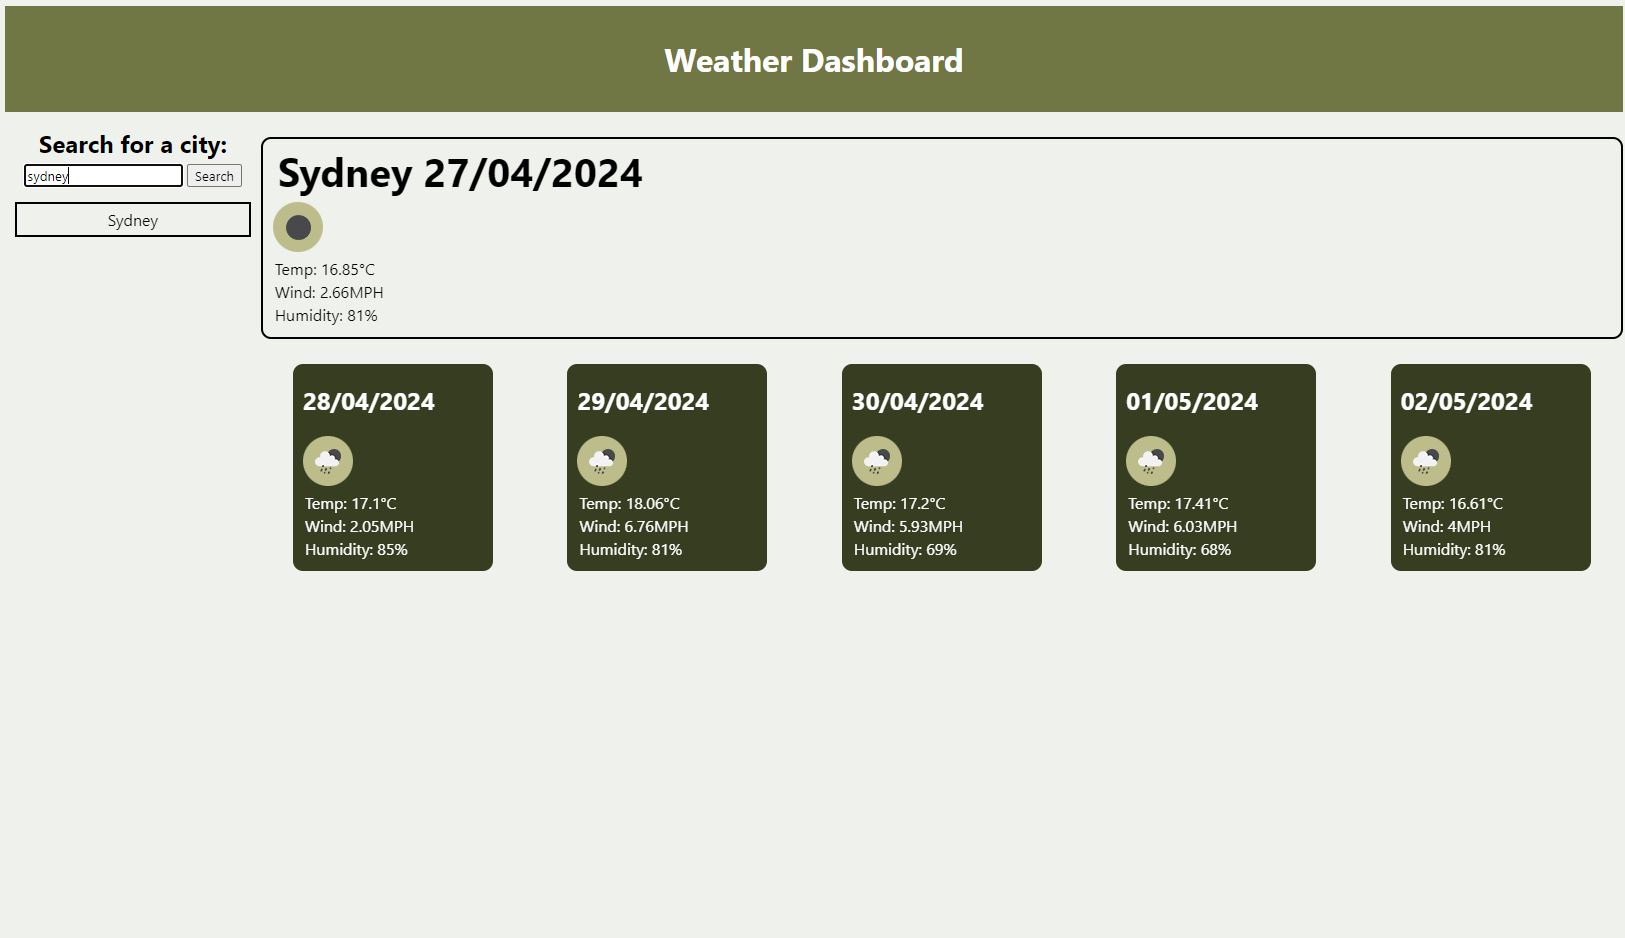 Weather Dashboard
Search for a city:
sydney
Search
Sydney
Sydney 27/04/2024
Temp: 16.85°C
Wind: 2.66MPH
Humidity: 81%
28/04/2024
Temp: 17.1°C
Wind: 2.05MPH
Humidity: 85%
29/04/2024
Temp: 18.06°C
Wind: 6.76MPH
Humidity: 81%
30/04/2024
Temp: 17.2°C
Wind: 5.93MPH
Humidity: 69%
01/05/2024
Temp: 17.41°C
Wind: 6.03MPH
Humidity: 68%
02/05/2024
Temp: 16.61°C
Wind: 4MPH
Humidity: 81%